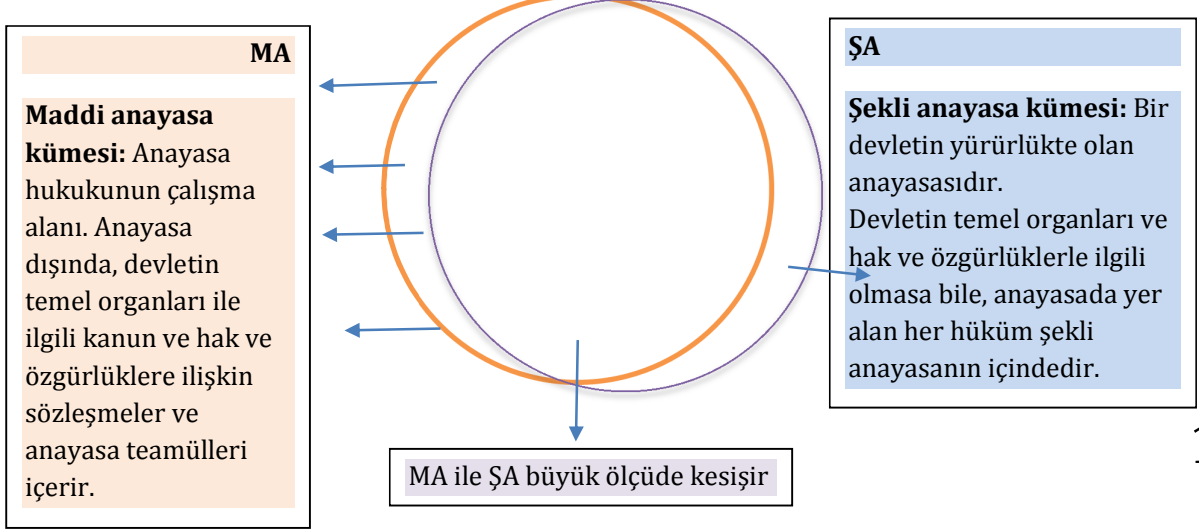 MA
Maddi anayasa
kümesi: Anayasa
hukukunun çalışma
alanı. Anayasa
dışında, devletin
temel organları ile
ilgili kanun ve hak ve
özgürlüklere ilişkin
sözleşmeler ve
anayasa teamülleri
içerir.
ŞA
Şekli anayasa kümesi: Bir
devletin yürürlükte olan
anayasasıdır.
Devletin temel organları ve
hak ve özgürlüklerle ilgili
olmasa bile, anayasada yer
alan her hüküm şekli
anayasanın içindedir.
MA ile ŞA büyük ölçüde kesişir